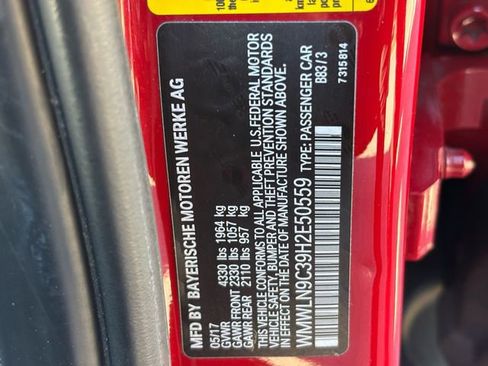 MFD BY BAYERISCHE MOTOREN WERKE AG
05/17
GVWR 4330 lbs 1964 kg
GAWR FRONT 2330 lbs 1057 kg
GAWR REAR 2110 lbs 957 kg
THIS VEHICLE CONFORMS TO ALL APPLICABLE U.S.FEDERAL MOTOR
VEHICLE SAFETY, BUMPER AND THEFT PREVENTION STANDARDS
IN EFFECT ON THE DATE OF MANUFACTURE SHOWN ABOVE.
WMWLN9C39H2E50559 TYPE: PASSENGER CAR
B83/3
7315814